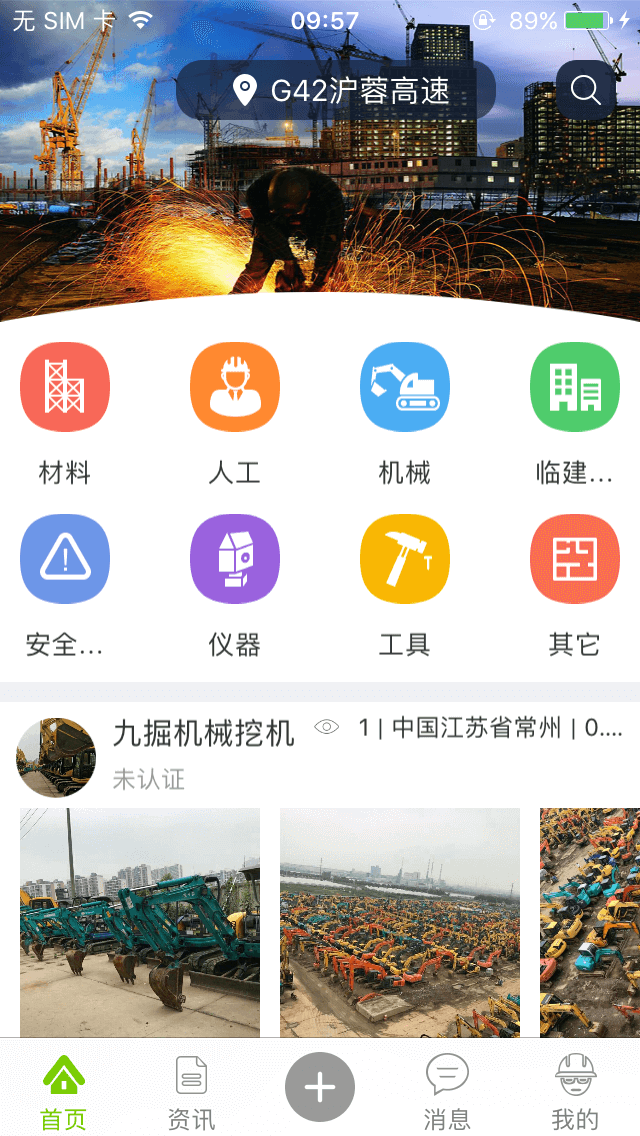 无 SIM 卡 09:57 89%
G42沪蓉高速
材料 人工 机械 临建...
安全... 仪器 工具 其它
九掘机械挖机 1 | 中国江苏省常州 | 0....
未认证
首页 资讯 消息 我的